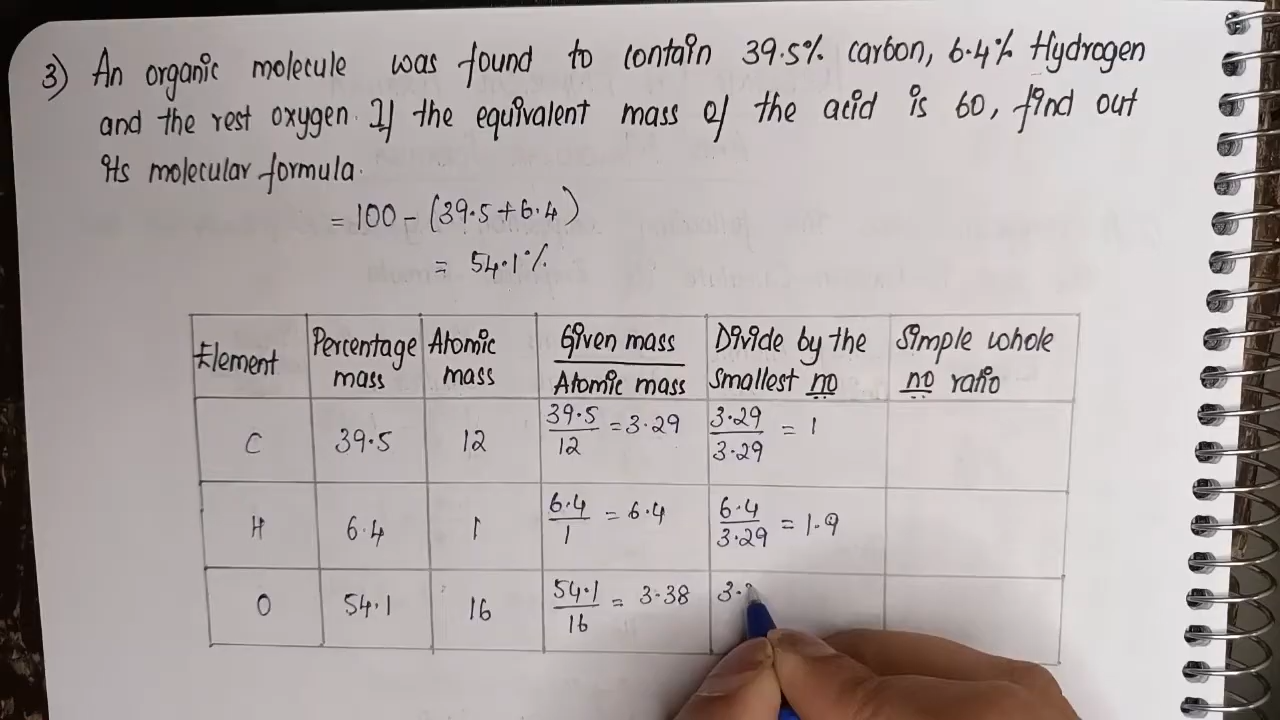 3) An organic molecule was found to contain 39.5% carbon, 6.4% Hydrogen
and the rest oxygen. If the equivalent mass of the acid is 60, find out
its molecular formula.
= 100 - (39.5+6.4)
= 54.1%
Element Percentage mass Atomic mass Given mass / Atomic mass Divide by the smallest no Simple whole no ratio
C 39.5 12 39.5/12 = 3.29 3.29/3.29 = 1
H 6.4 1 6.4/1 = 6.4 6.4/3.29 = 1.9
O 54.1 16 54.1/16 = 3.38 3.